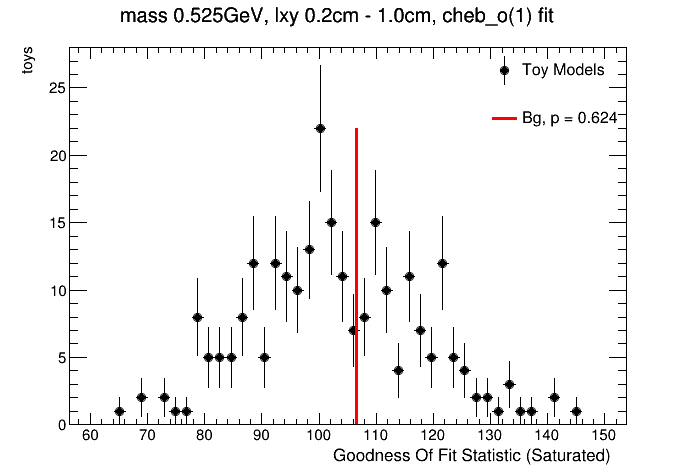 mass 0.525GeV, lxy 0.2cm - 1.0cm, cheb_o(1) fit
toys
Toy Models
Bg, p = 0.624
25
20
15
10
5
0
60 70 80 90 100 110 120 130 140 150
Goodness Of Fit Statistic (Saturated)